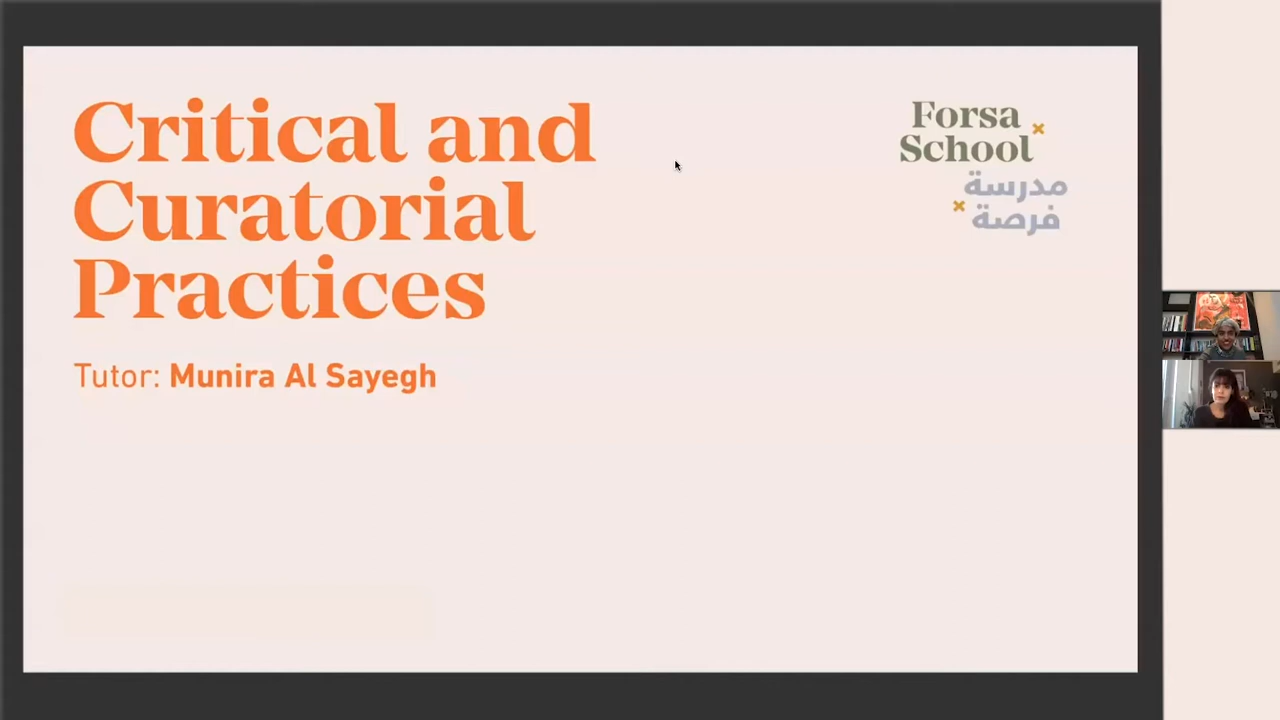 Critical and
Curatorial
Practices
Tutor: Munira Al Sayegh
Forsa
School
مدرسة
فرصة